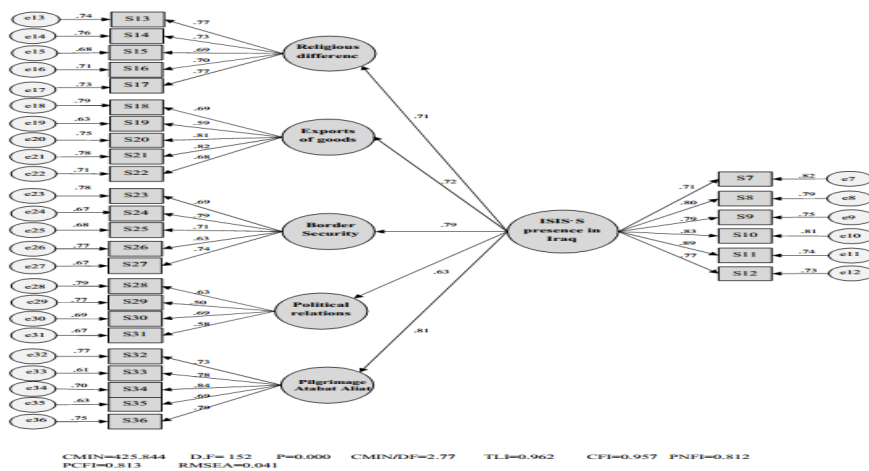 e13 .74 S13 .77
e14 .76 S14 .73
e15 .68 S15 .69
e16 .71 S16 .70
e17 .73 S17 .77
Religious
differenc
.71
e18 .79 S18 .69
e19 .63 S19 .59
e20 .75 S20 .81
e21 .78 S21 .82
e22 .71 S22 .68
Exports
of goods
.72
e23 .78 S23 .69
e24 .67 S24 .79
e25 .68 S25 .71
e26 .77 S26 .63
e27 .67 S27 .74
Border
Security
.79
e28 .79 S28 .63
e29 .77 S29 .50
e30 .69 S30 .69
e31 .67 S31 .58
Political
relations
.63
e32 .77 S32 .73
e33 .61 S33 .78
e34 .70 S34 .84
e35 .63 S35 .69
e36 .75 S36 .79
Pilgrimage
Atabat Aliat
.81
ISIS·S
presence in
Iraq
.71 S7 .82 e7
.80 S8 .79 e8
.79 S9 .75 e9
.83 S10 .81 e10
.89 S11 .74 e11
.77 S12 .73 e12
CMIN=425.844 D.F= 152 P=0.000 CMIN/DF=2.77 TLI=0.962 CFI=0.957 PNFI=0.812
PCFI=0.813 RMSEA=0.041